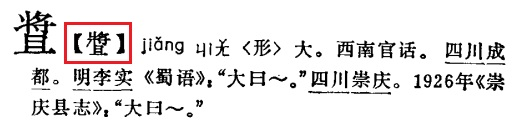 【】 jiǎng ㄐㄧㄤ〈形〉大。西南官话。四川成
都。明李实《蜀语》：“大曰～。”四川崇庆。1926年《崇
庆县志》：“大曰～。”